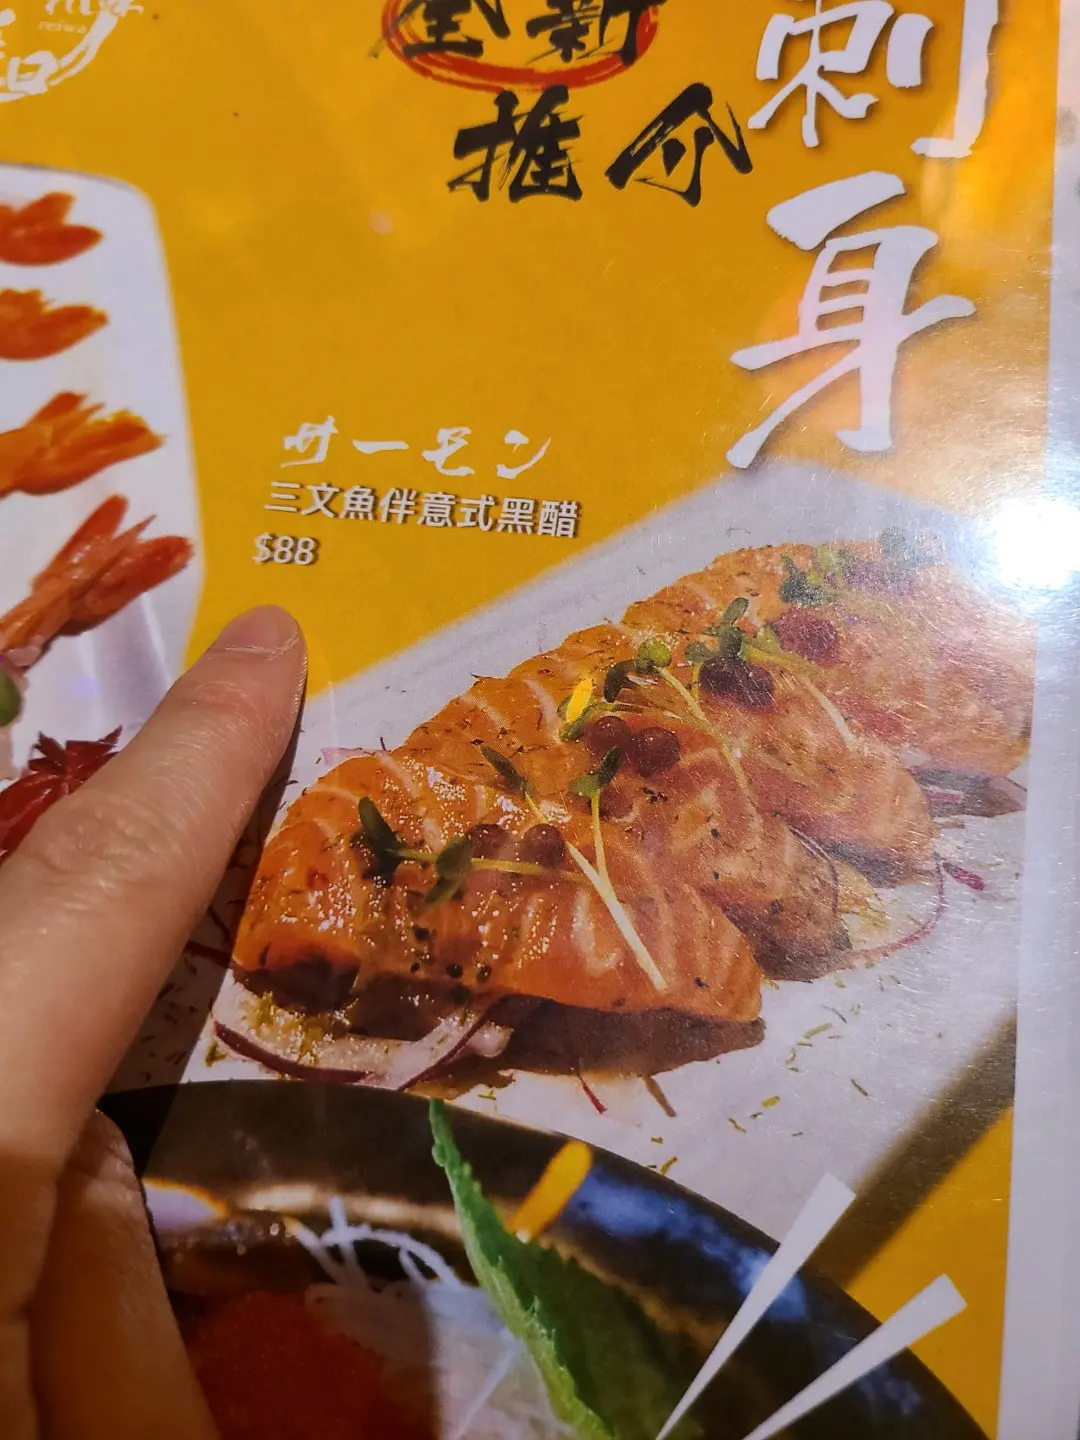 reiwa
全新
推介
刺身
サーモン
三文魚伴意式黑醋
$88